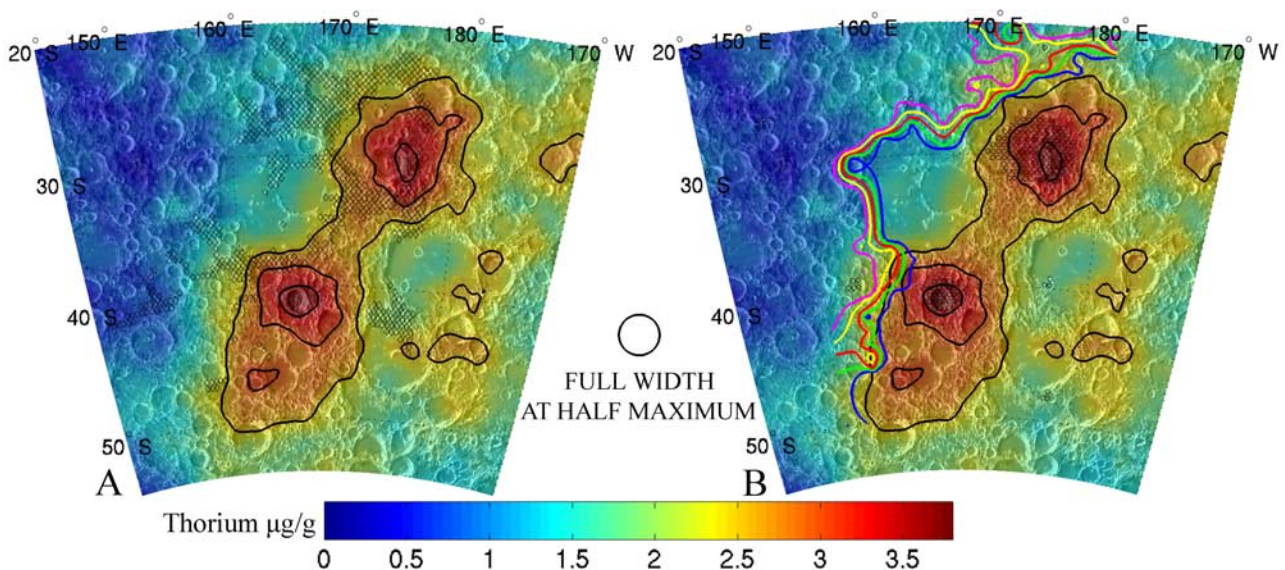 20° S 150° E 160° E 170° E 180° E 170° W
30° S
40° S
50° S
A
20° S 150° E 160° E 170° E 180° E 170° W
30° S
40° S
50° S
B
FULL WIDTH
AT HALF MAXIMUM
Thorium µg/g
0 0.5 1 1.5 2 2.5 3 3.5